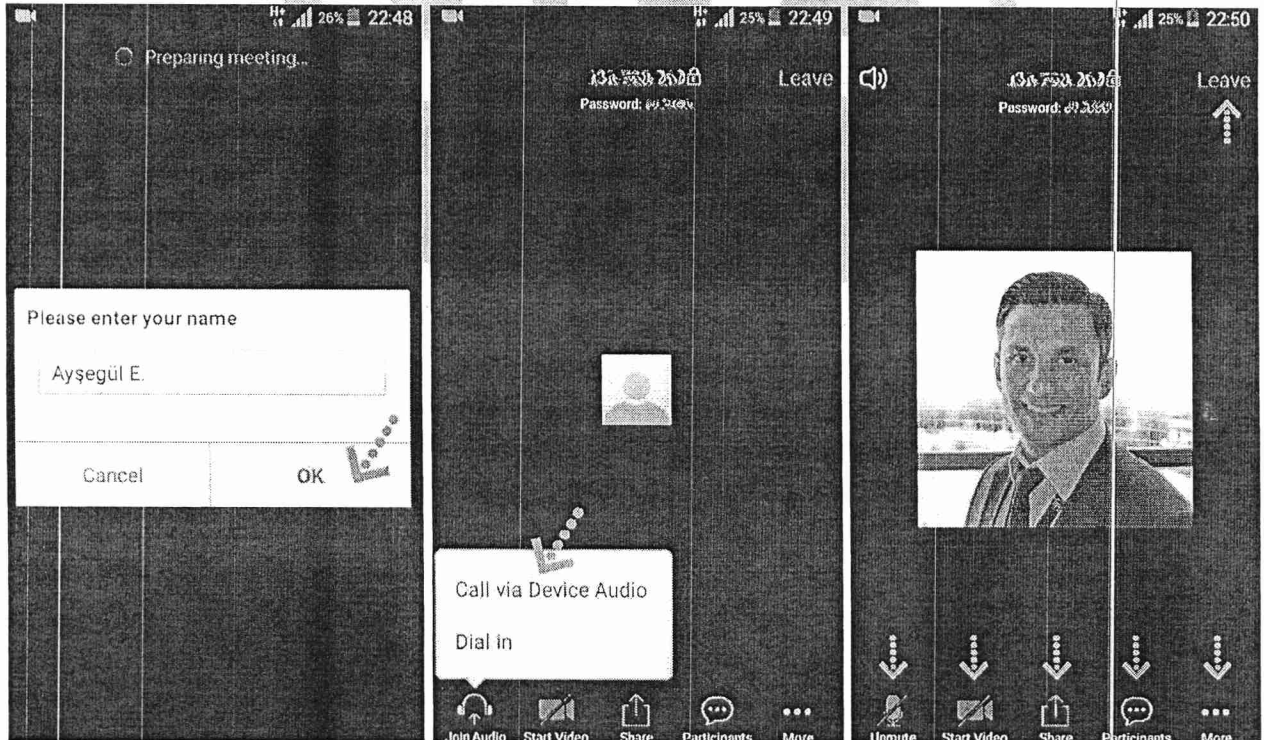 26% 22:48
Preparing meeting...
Please enter your name
Ayşegül E.
Cancel
OK
25% 22:49
Leave
Password:
Call via Device Audio
Dial in
Join Audio
Start Video
Share
Participants
More
25% 22:50
Leave
Password:
Unmute
Start Video
Share
Participants
More